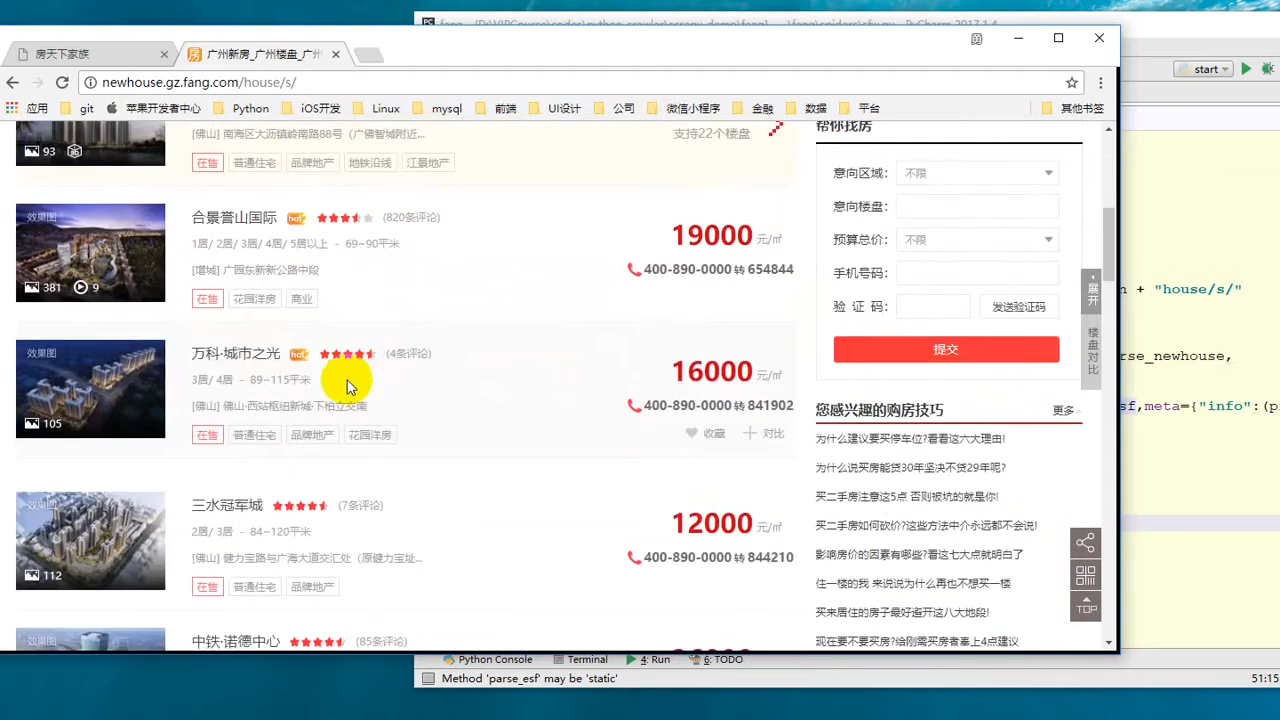 房天下家族
广州新房_广州楼盘_广州
start
newhouse.gz.fang.com/house/s/
应用 git 苹果开发者中心 Python iOS开发 Linux mysql 前端 UI设计 公司 微信小程序 金融 数据 平台 其他书签
[佛山] 南海区大沥镇岭南路88号（广佛智城附近...
支持22个楼盘
93
在售 普通住宅 品牌地产 地铁沿线 江景地产
效果图
合景誉山国际 hot (820条评论)
1居/ 2居/ 3居/ 4居/ 5居以上 - 69~90平米
19000 元/㎡
[增城] 广园东新新公路中段
400-890-0000 转 654844
381 9
在售 花园洋房 商业
效果图
万科·城市之光 hot (4条评论)
3居/ 4居 - 89~115平米
16000 元/㎡
[佛山] 佛山·西站枢纽新城·下柏立交南
400-890-0000 转 841902
105
在售 普通住宅 品牌地产 花园洋房
收藏 对比
效果图
三水冠军城 (7条评论)
2居/ 3居 - 84~120平米
12000 元/㎡
[佛山] 健力宝路与广海大道交汇处（原健力宝址...
400-890-0000 转 844210
112
在售 普通住宅 品牌地产
效果图
中铁·诺德中心 (85条评论)
帮你找房
意向区域： 不限
意向楼盘：
预算总价： 不限
手机号码：
验 证 码： 发送验证码
提交
展开
楼盘对比
您感兴趣的购房技巧 更多
为什么建议要买停车位?看看这六大理由!
为什么说买房能贷30年坚决不贷29年呢?
买二手房注意这5点 否则被坑的就是你!
买二手房如何砍价?这些方法中介永远都不会说!
影响房价的因素有哪些?看这七大点就明白了
住一楼的我 来说说为什么再也不想买一楼
买来居住的房子最好避开这八大地段!
现在要不要买房?给刚需买房者奉上4点建议
TOP
n + "house/s/"
rse_newhouse,
sf,meta={"info":(p
Python Console Terminal 4: Run 6: TODO
Method 'parse_esf' may be 'static'
51:15